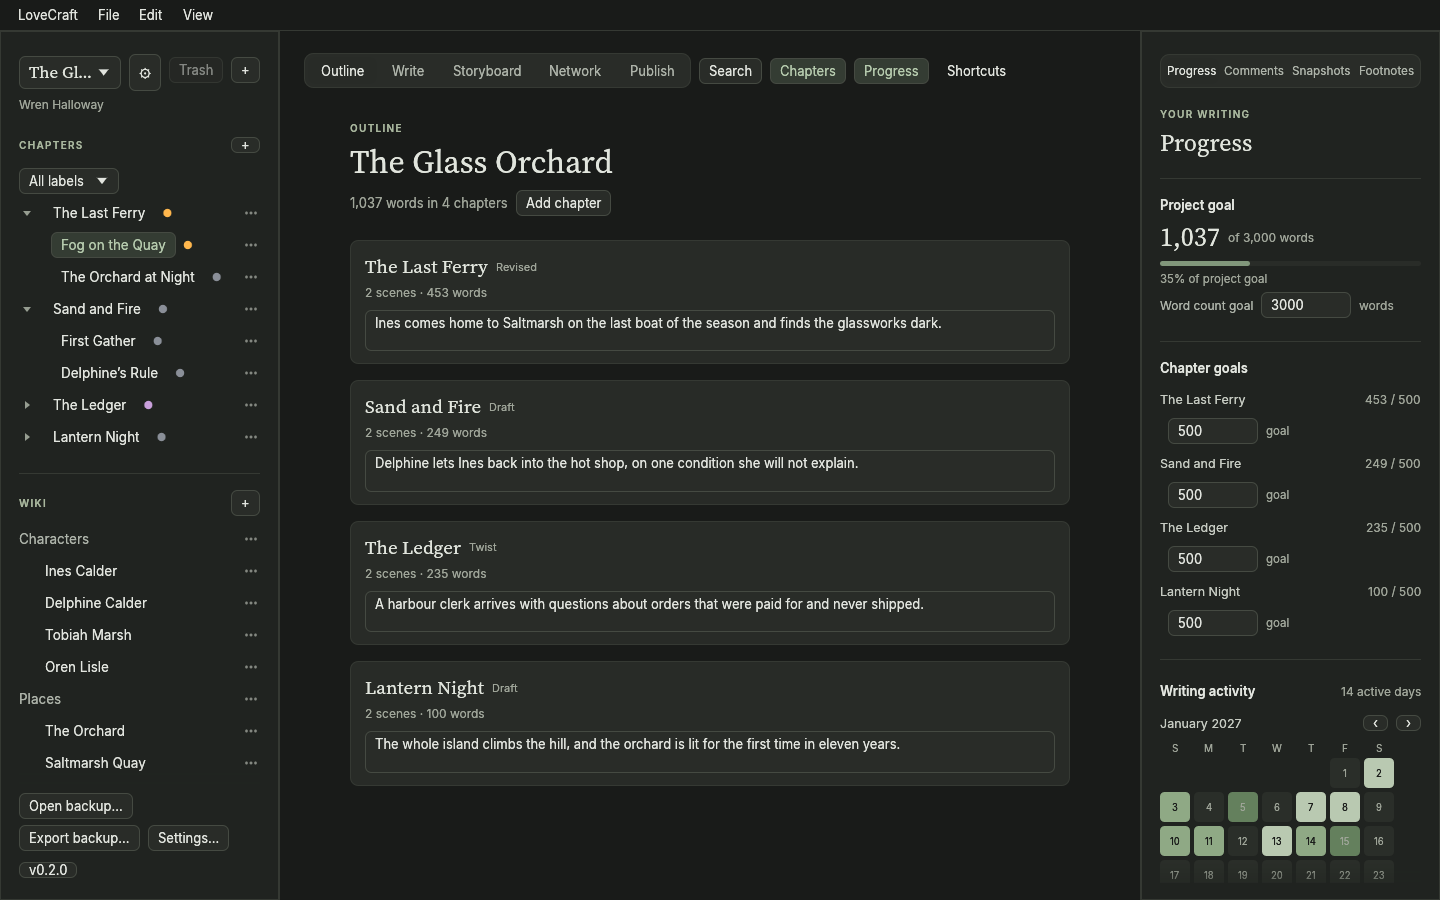 LoveCraft File Edit View
The Gl... Trash +
Wren Halloway
CHAPTERS +
All labels
The Last Ferry
Fog on the Quay
The Orchard at Night
Sand and Fire
First Gather
Delphine’s Rule
The Ledger
Lantern Night
WIKI +
Characters
Ines Calder
Delphine Calder
Tobiah Marsh
Oren Lisle
Places
The Orchard
Saltmarsh Quay
Open backup...
Export backup... Settings...
v0.2.0
Outline Write Storyboard Network Publish Search Chapters Progress Shortcuts
OUTLINE
The Glass Orchard
1,037 words in 4 chapters Add chapter
The Last Ferry Revised
2 scenes · 453 words
Ines comes home to Saltmarsh on the last boat of the season and finds the glassworks dark.
Sand and Fire Draft
2 scenes · 249 words
Delphine lets Ines back into the hot shop, on one condition she will not explain.
The Ledger Twist
2 scenes · 235 words
A harbour clerk arrives with questions about orders that were paid for and never shipped.
Lantern Night Draft
2 scenes · 100 words
The whole island climbs the hill, and the orchard is lit for the first time in eleven years.
Progress Comments Snapshots Footnotes
YOUR WRITING
Progress
Project goal
1,037 of 3,000 words
35% of project goal
Word count goal 3000 words
Chapter goals
The Last Ferry 453 / 500
500 goal
Sand and Fire 249 / 500
500 goal
The Ledger 235 / 500
500 goal
Lantern Night 100 / 500
500 goal
Writing activity 14 active days
January 2027 ‹ ›
S M T W T F S
1 2
3 4 5 6 7 8 9
10 11 12 13 14 15 16
17 18 19 20 21 22 23